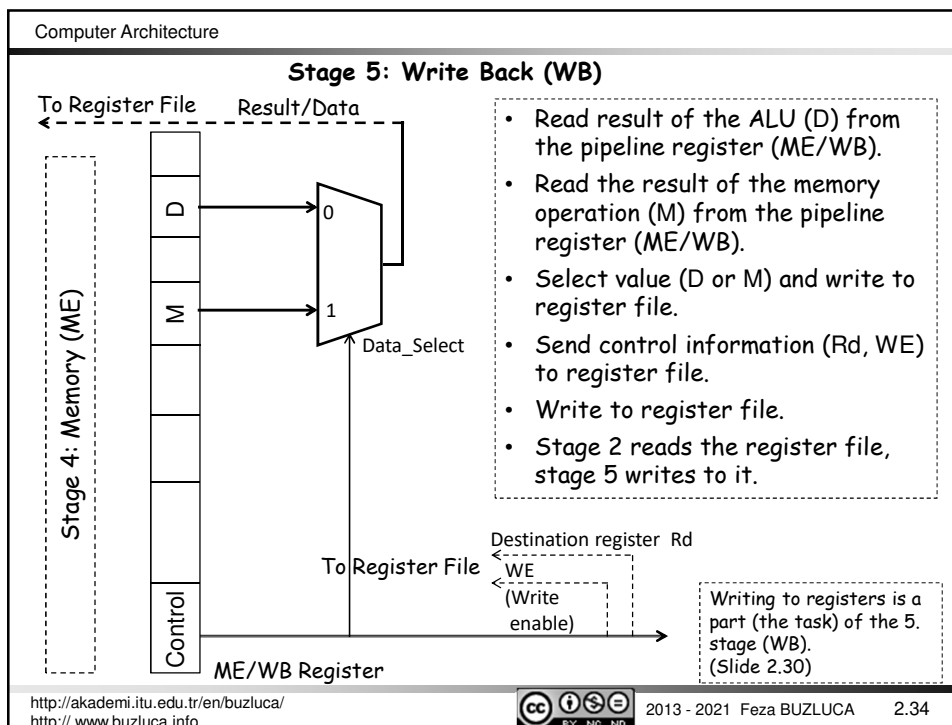 Computer Architecture
Stage 5: Write Back (WB)
To Register File
Result/Data
Stage 4: Memory (ME)
D
M
Control
0
1
Data_Select
• Read result of the ALU (D) from
the pipeline register (ME/WB).
• Read the result of the memory
operation (M) from the pipeline
register (ME/WB).
• Select value (D or M) and write to
register file.
• Send control information (Rd, WE)
to register file.
• Write to register file.
• Stage 2 reads the register file,
stage 5 writes to it.
Destination register Rd
To Register File
WE
(Write
enable)
ME/WB Register
Writing to registers is a
part (the task) of the 5.
stage (WB).
(Slide 2.30)
http://akademi.itu.edu.tr/en/buzluca/
http:// www.buzluca.info
cc
BY NC ND
2013 - 2021 Feza BUZLUCA
2.34